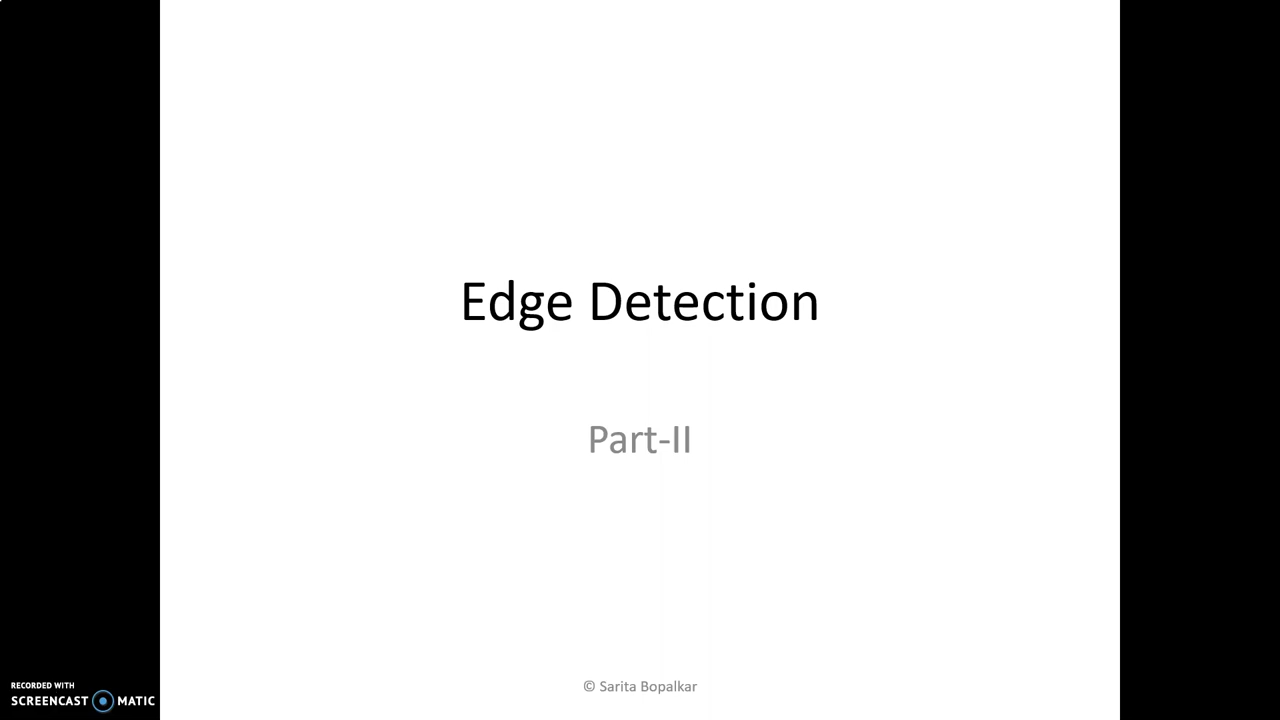 Edge Detection
Part-II
© Sarita Bopalkar
RECORDED WITH
SCREENCAST MATIC